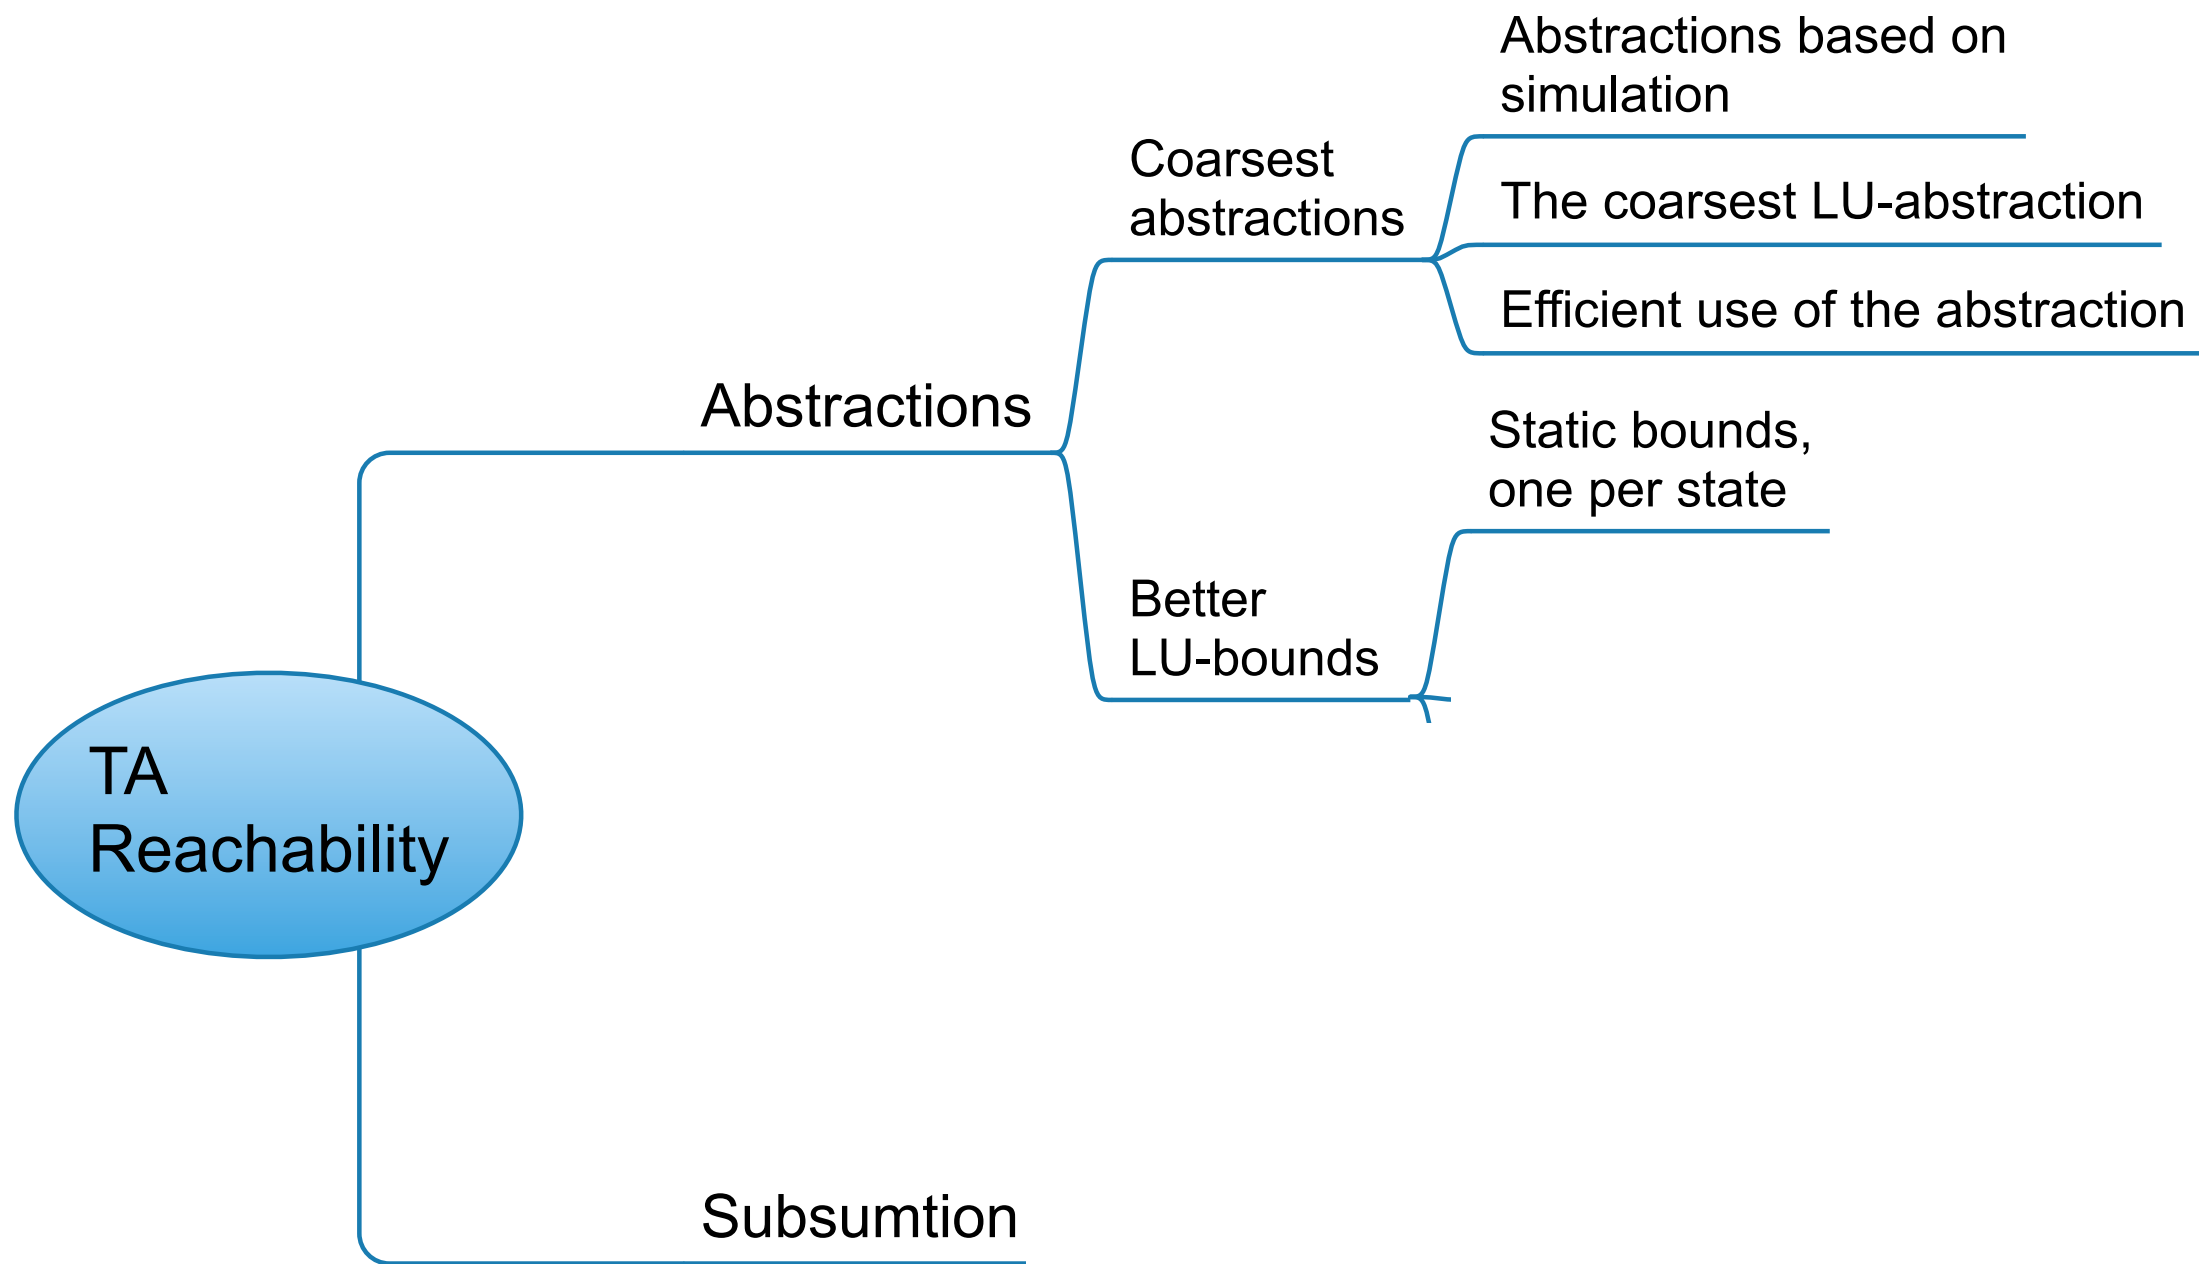 Abstractions based on
simulation
Coarsest
abstractions
The coarsest LU-abstraction
Efficient use of the abstraction
Abstractions
Static bounds,
one per state
Better
LU-bounds
TA
Reachability
Subsumtion